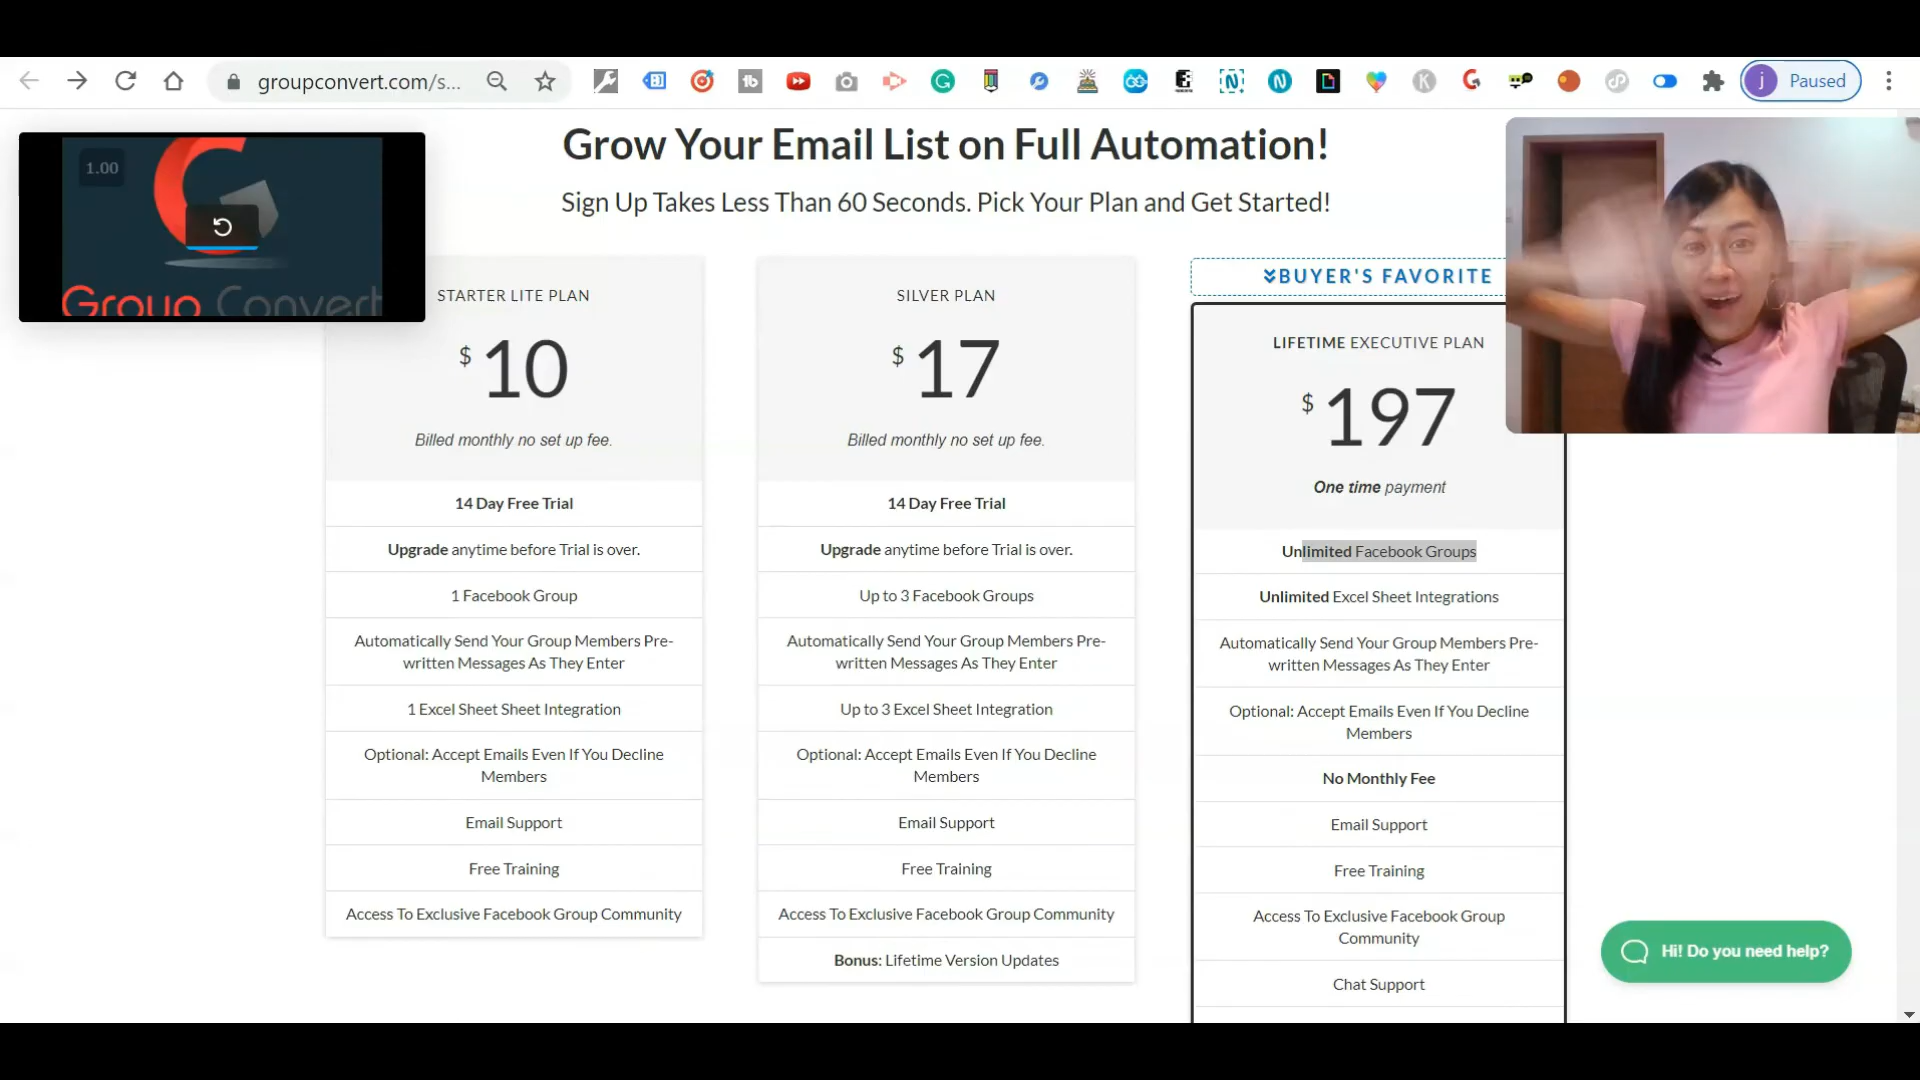 groupconvert.com/s...
Paused
Grow Your Email List on Full Automation!
Sign Up Takes Less Than 60 Seconds. Pick Your Plan and Get Started!
1.00
Group Convert
STARTER LITE PLAN
$ 10
Billed monthly no set up fee.
14 Day Free Trial
Upgrade anytime before Trial is over.
1 Facebook Group
Automatically Send Your Group Members Pre-
written Messages As They Enter
1 Excel Sheet Sheet Integration
Optional: Accept Emails Even If You Decline
Members
Email Support
Free Training
Access To Exclusive Facebook Group Community
SILVER PLAN
$ 17
Billed monthly no set up fee.
14 Day Free Trial
Upgrade anytime before Trial is over.
Up to 3 Facebook Groups
Automatically Send Your Group Members Pre-
written Messages As They Enter
Up to 3 Excel Sheet Integration
Optional: Accept Emails Even If You Decline
Members
Email Support
Free Training
Access To Exclusive Facebook Group Community
Bonus: Lifetime Version Updates
BUYER'S FAVORITE
LIFETIME EXECUTIVE PLAN
$ 197
One time payment
Unlimited Facebook Groups
Unlimited Excel Sheet Integrations
Automatically Send Your Group Members Pre-
written Messages As They Enter
Optional: Accept Emails Even If You Decline
Members
No Monthly Fee
Email Support
Free Training
Access To Exclusive Facebook Group
Community
Chat Support
Hi! Do you need help?